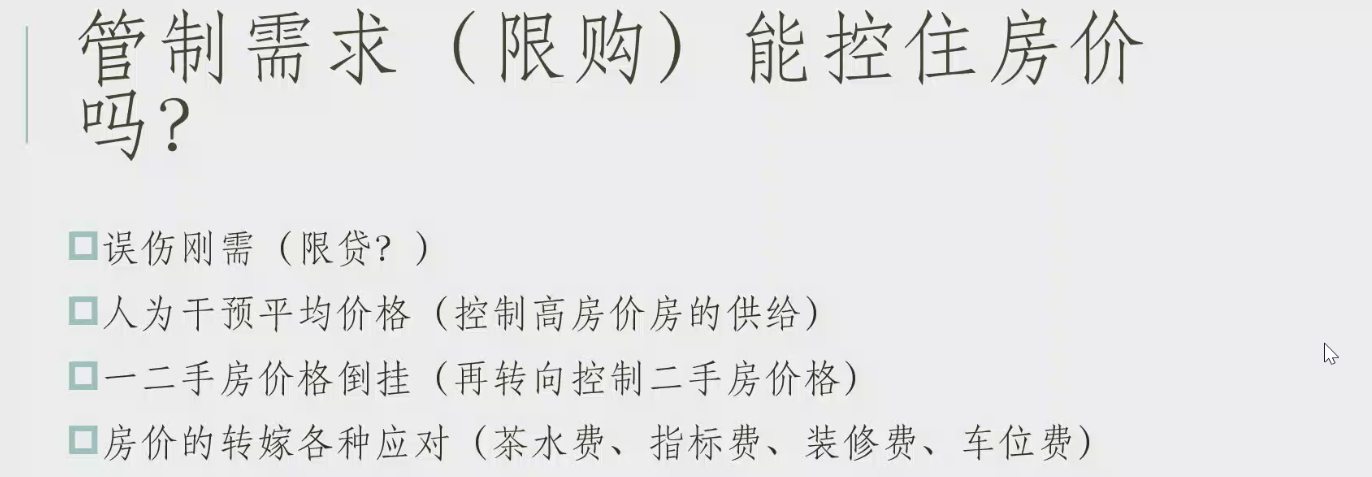 管制需求（限购）能控住房价
吗？
误伤刚需（限贷？）
人为干预平均价格（控制高房价房的供给）
一二手房价格倒挂（再转向控制二手房价格）
房价的转嫁各种应对（茶水费、指标费、装修费、车位费）